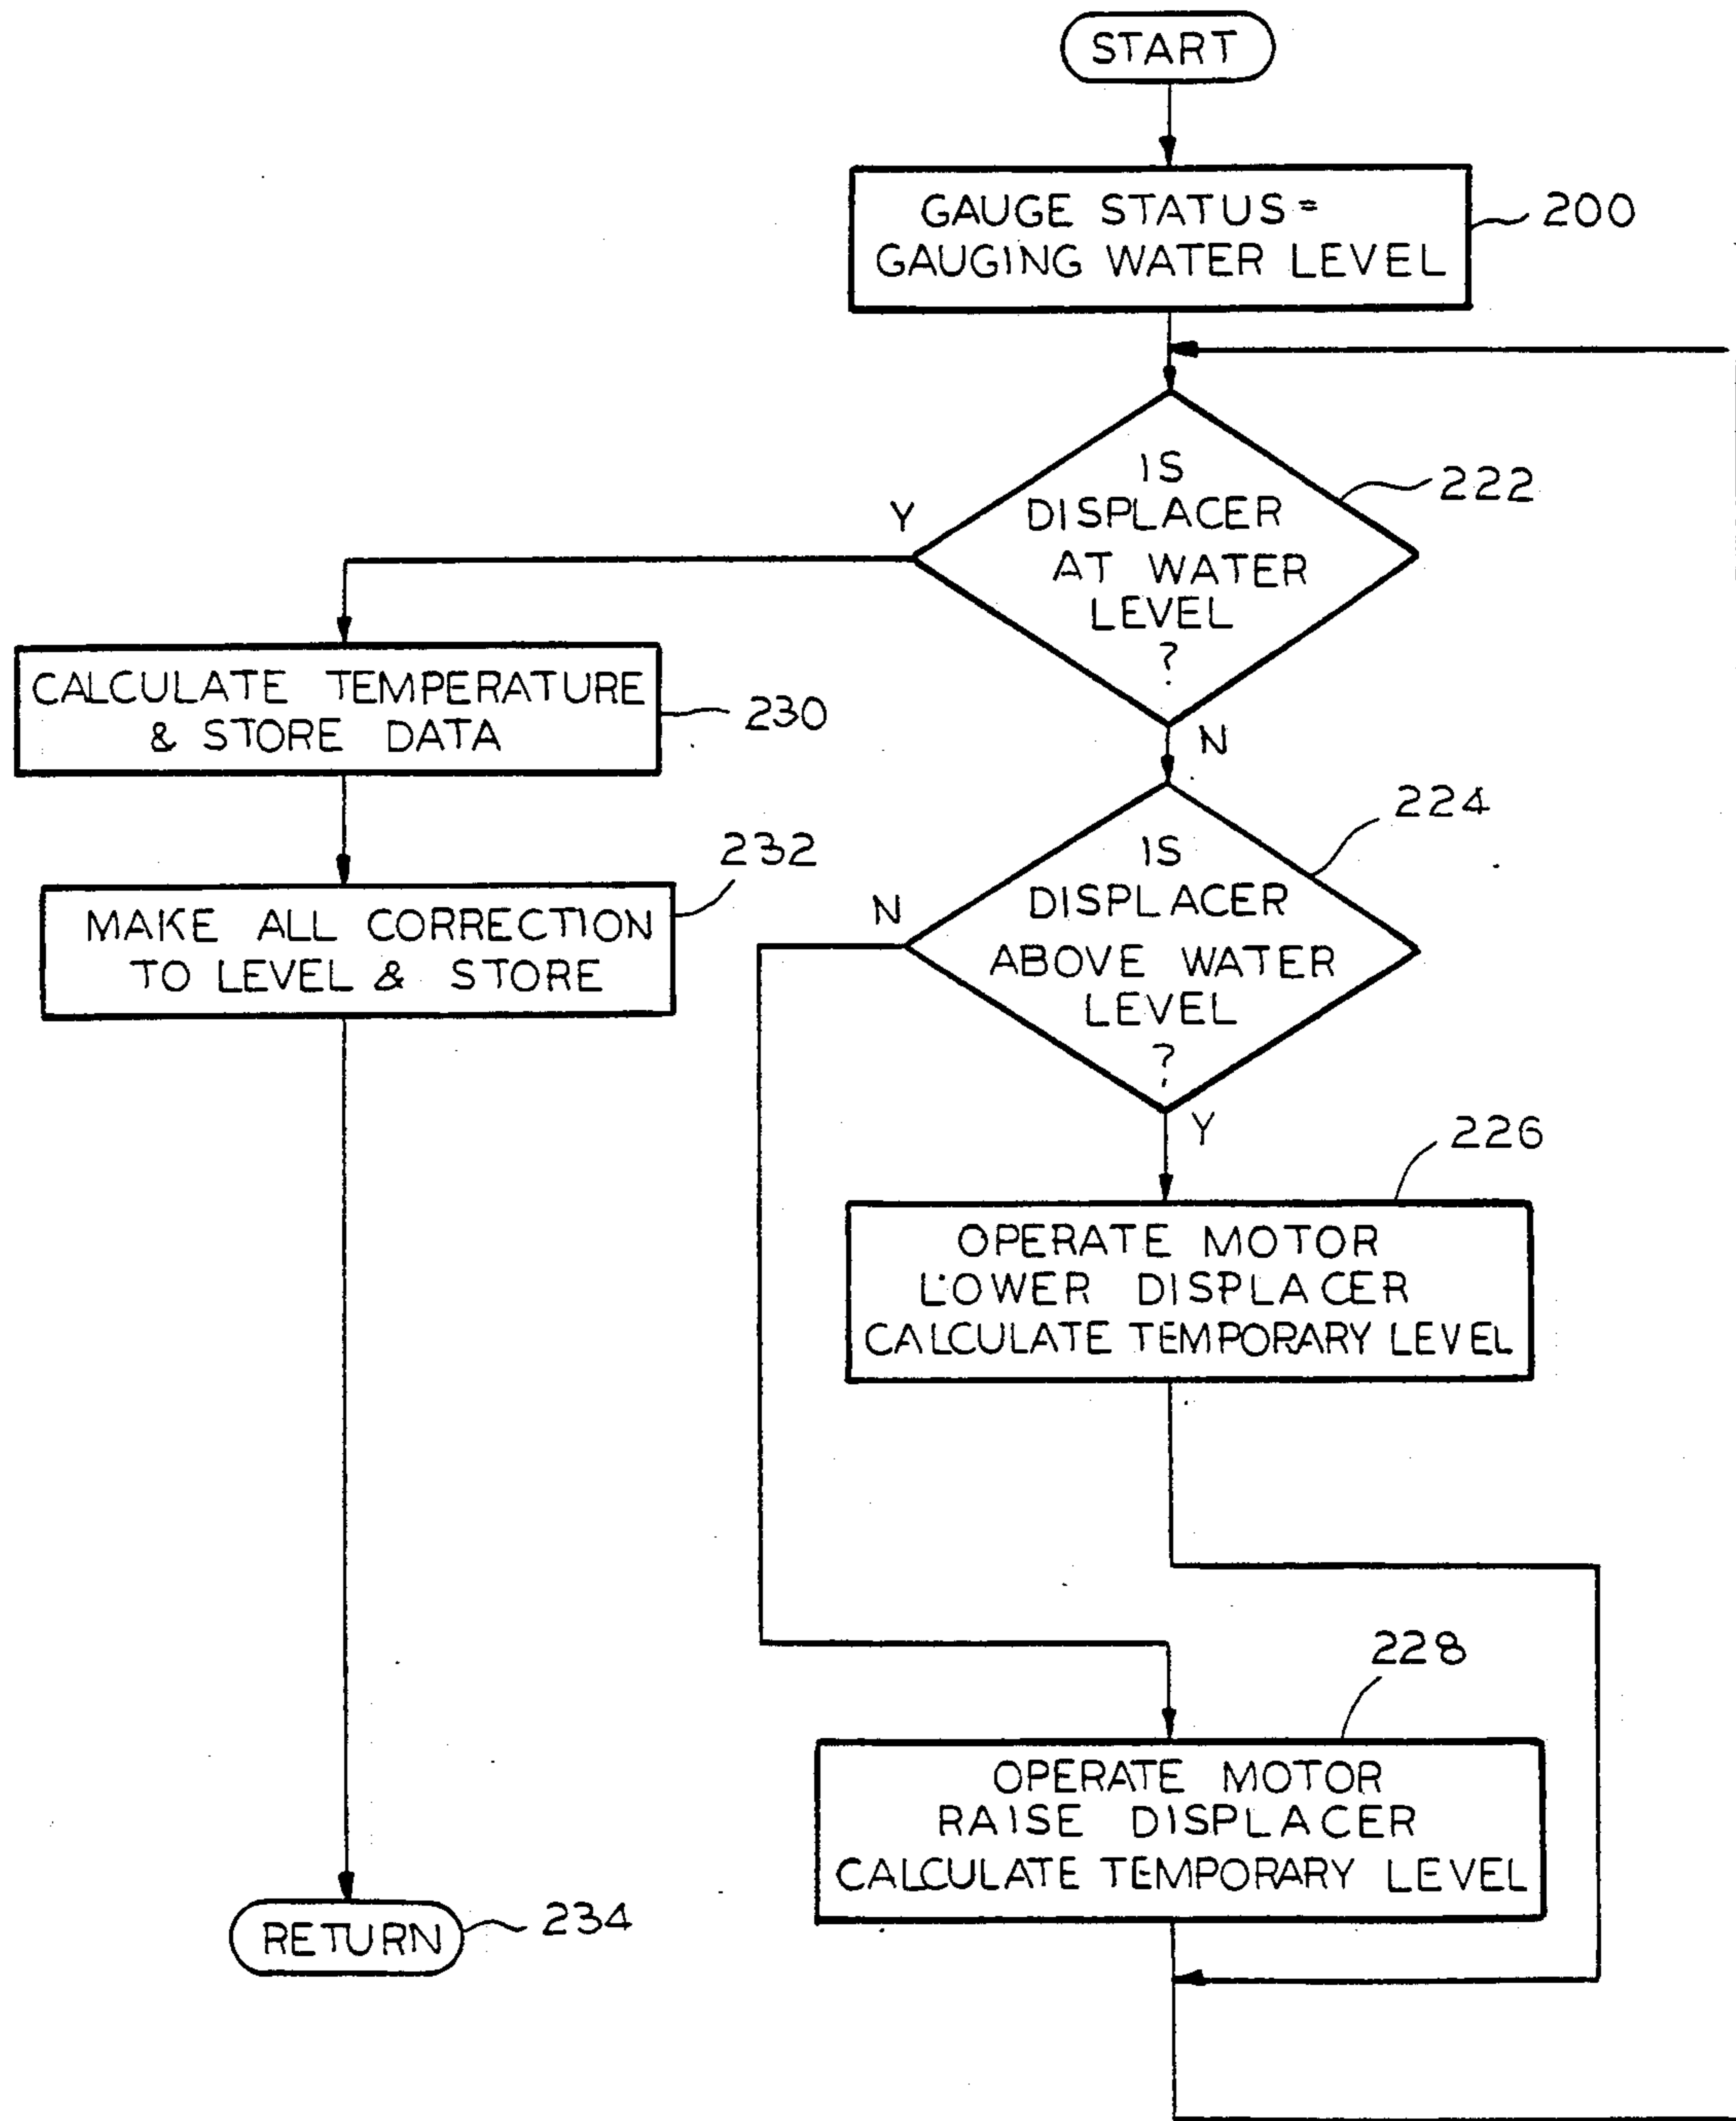 START
GAUGE STATUS =
GAUGING WATER LEVEL
200
IS
DISPLACER
AT WATER
LEVEL
?
222
Y
N
CALCULATE TEMPERATURE
& STORE DATA
230
IS
DISPLACER
ABOVE WATER
LEVEL
?
224
N
Y
MAKE ALL CORRECTION
TO LEVEL & STORE
232
OPERATE MOTOR
LOWER DISPLACER
CALCULATE TEMPORARY LEVEL
226
OPERATE MOTOR
RAISE DISPLACER
CALCULATE TEMPORARY LEVEL
228
RETURN
234